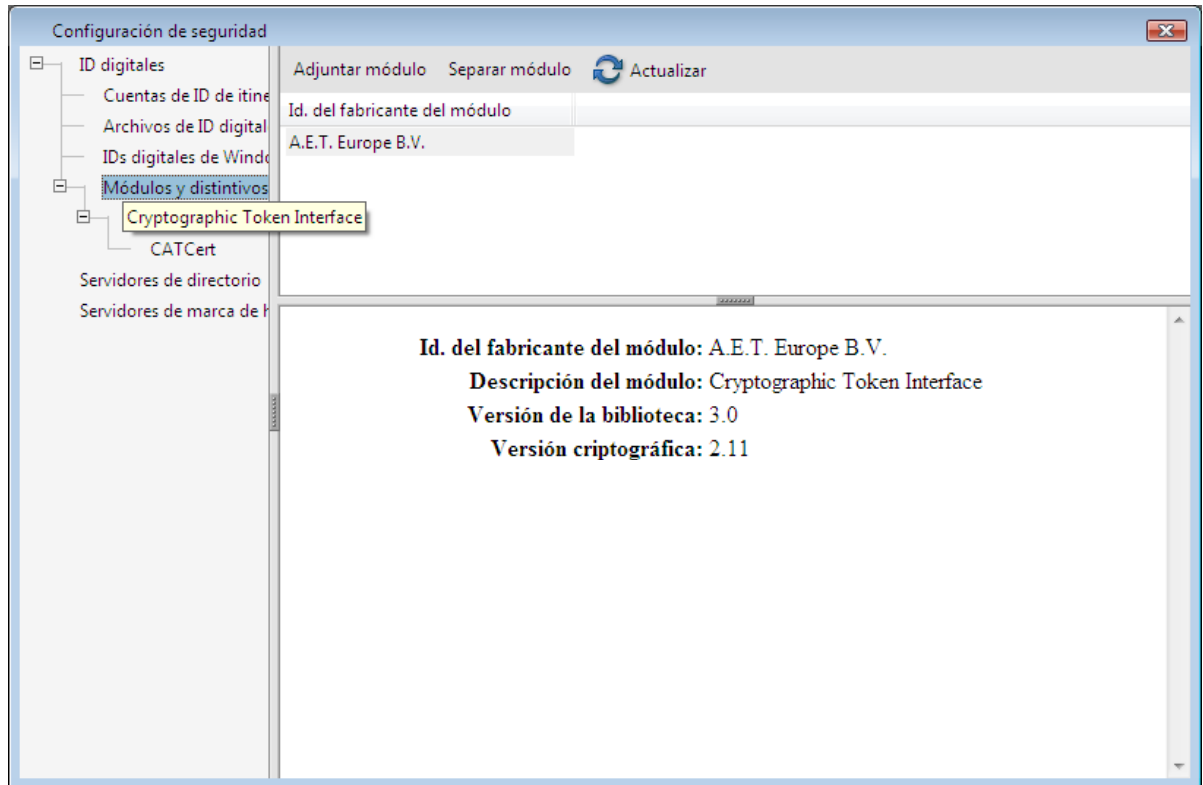 Configuración de seguridad
ID digitales
Cuentas de ID de itine
Archivos de ID digital
IDs digitales de Windo
Módulos y distintivos
Cryptographic Token Interface
CATCert
Servidores de directorio
Servidores de marca de h
Adjuntar módulo Separar módulo Actualizar
Id. del fabricante del módulo
A.E.T. Europe B.V.
Id. del fabricante del módulo: A.E.T. Europe B.V.
Descripción del módulo: Cryptographic Token Interface
Versión de la biblioteca: 3.0
Versión criptográfica: 2.11